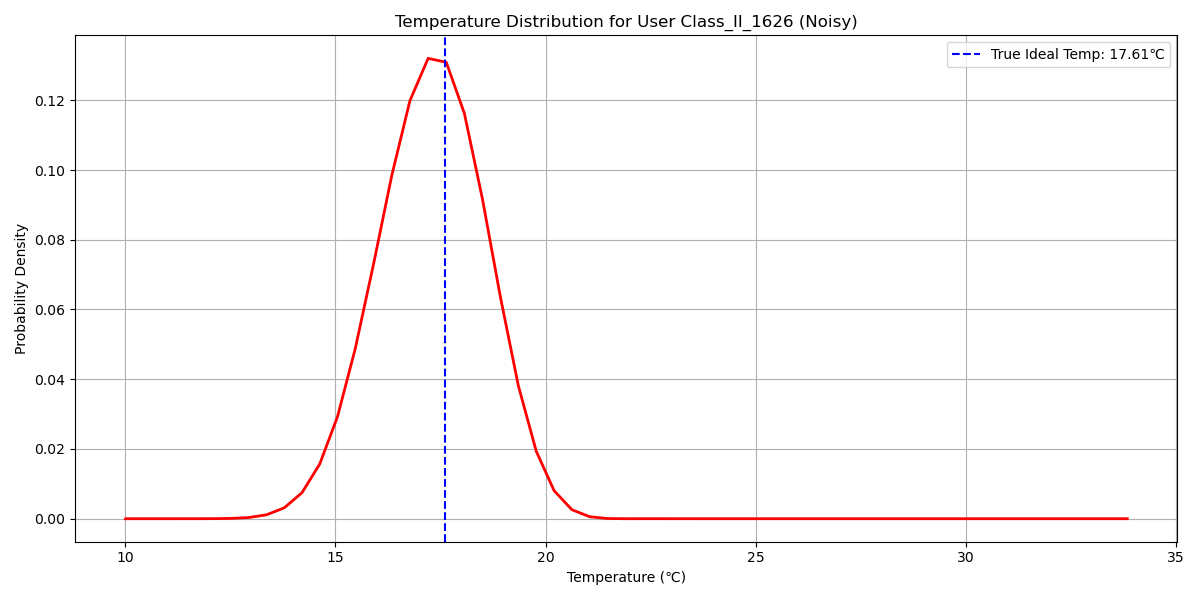 Temperature Distribution for User Class_II_1626 (Noisy)
True Ideal Temp: 17.61℃
Probability Density
0.12
0.10
0.08
0.06
0.04
0.02
0.00
10 15 20 25 30 35
Temperature (℃)